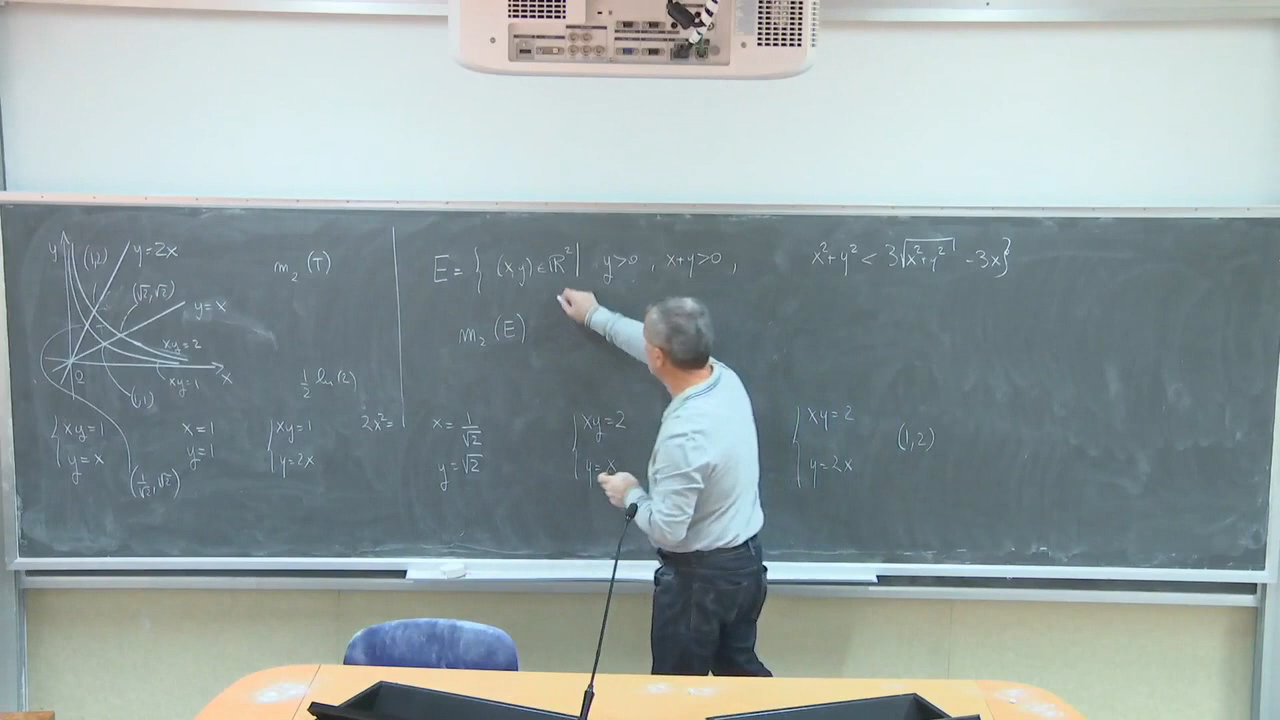 y (1,2) y=2x
m₂ (T)
(√2,√2)
y=x
xy=2
xy=1
x
O
(1,1)
½ ln(2)
{ xy=1
y=x
x=1
y=1
{ xy=1
y=2x
2x²=
(1/√2,√2)
E = { (x,y) ∈ ℝ² | y>0 , x+y>0 , x²+y² < 3√x²+y² - 3x}
m₂ (E)
x = 1/√2
y = √2
{ xy=2
y=x
{ xy=2
y=2x
(1,2)